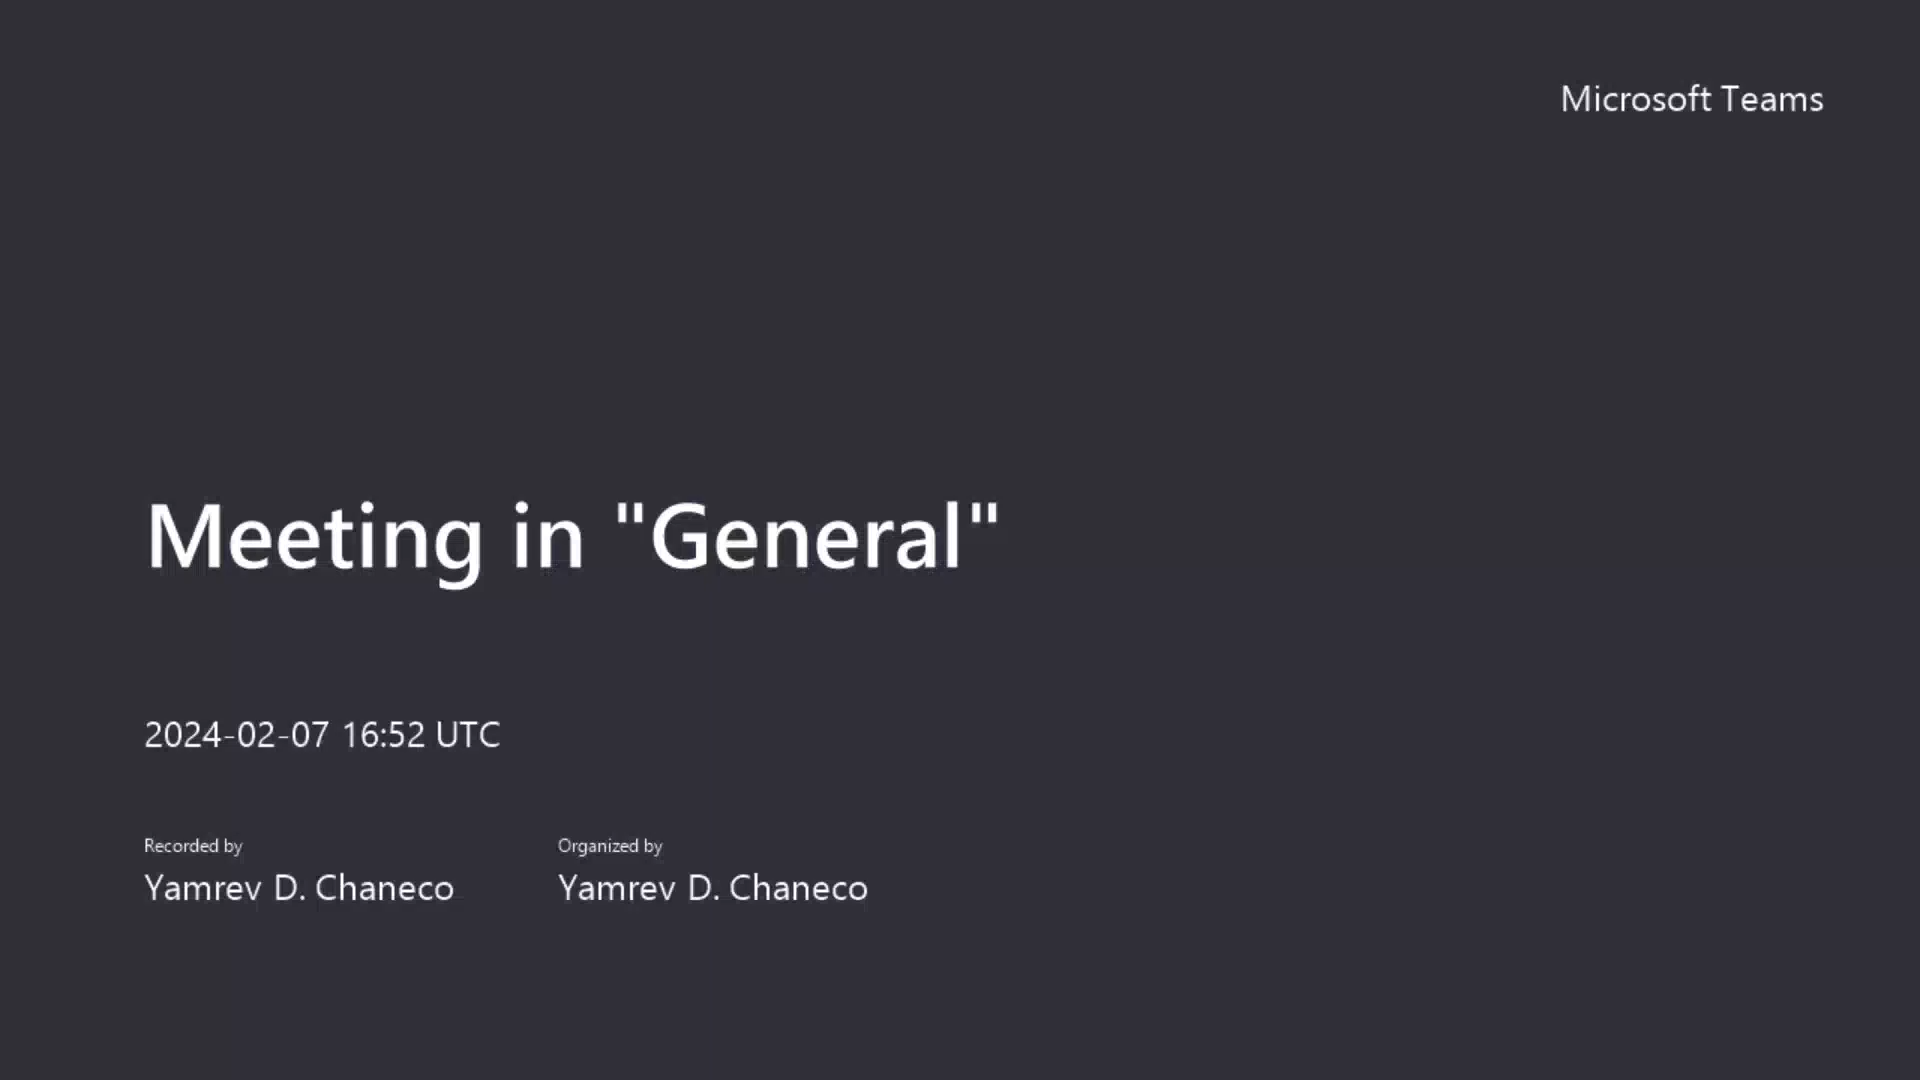 Microsoft Teams
Meeting in "General"
2024-02-07 16:52 UTC
Recorded by
Yamrev D. Chaneco
Organized by
Yamrev D. Chaneco